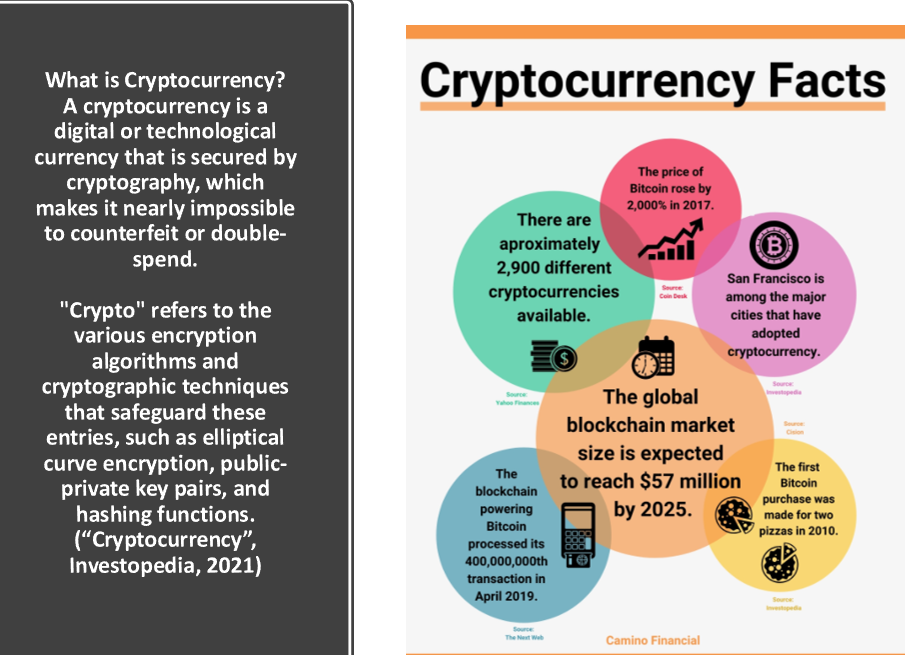 What is Cryptocurrency?
A cryptocurrency is a
digital or technological
currency that is secured by
cryptography, which
makes it nearly impossible
to counterfeit or double-
spend.
"Crypto" refers to the
various encryption
algorithms and
cryptographic techniques
that safeguard these
entries, such as elliptical
curve encryption, public-
private key pairs, and
hashing functions.
(“Cryptocurrency”,
Investopedia, 2021)
Cryptocurrency Facts
The price of
Bitcoin rose by
2,000% in 2017.
Source:
Coin Desk
There are
aproximately
2,900 different
cryptocurrencies
available.
$
Source:
Yahoo Finances
B
San Francisco is
among the major
cities that have
adopted
cryptocurrency.
Source:
Investopedia
The global
blockchain market
size is expected
to reach $57 million
by 2025.
Source:
Cision
The
blockchain
powering
Bitcoin
processed its
400,000,000th
transaction in
April 2019.
Source:
The Next Web
The first
Bitcoin
purchase was
made for two
pizzas in 2010.
Source:
Investopedia
Camino Financial